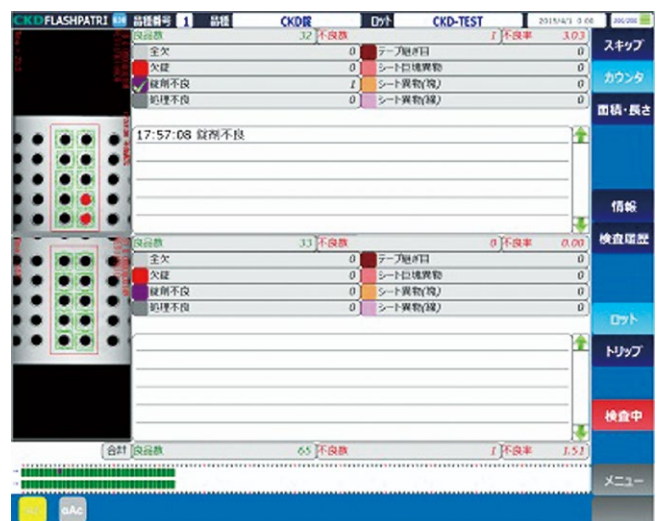 CKD FLASHPATRI 品種番号 1 品種 CKD錠 ロット CKD-TEST 2015/4/1 0:00
良品数 32 不良数 1 不良率 3.03
全欠 0 テープ継ぎ目 0
欠錠 0 シート巨塊異物 0
錠剤不良 1 シート異物(塊) 0
処理不良 0 シート異物(線) 0
17:57:08 錠剤不良
良品数 33 不良数 0 不良率 0.00
全欠 0 テープ継ぎ目 0
欠錠 0 シート巨塊異物 0
錠剤不良 0 シート異物(塊) 0
処理不良 0 シート異物(線) 0
合計 良品数 65 不良数 1 不良率 1.51
スキップ
カウンタ
面積・長さ
情報
検査履歴
ロット
トリップ
検査中
メニュー
αAc